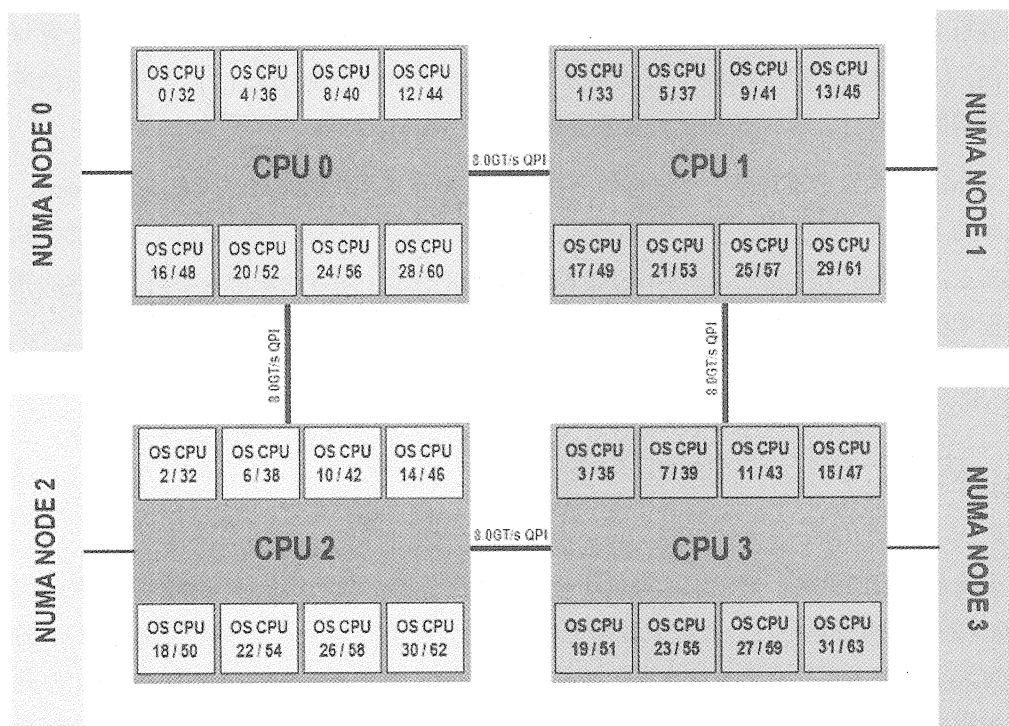 NUMA NODE 0
OS CPU
0 / 32
OS CPU
4 / 36
OS CPU
8 / 40
OS CPU
12 / 44
CPU 0
OS CPU
16 / 48
OS CPU
20 / 52
OS CPU
24 / 56
OS CPU
28 / 60
8.0GT/s QPI
OS CPU
1 / 33
OS CPU
5 / 37
OS CPU
9 / 41
OS CPU
13 / 45
CPU 1
OS CPU
17 / 49
OS CPU
21 / 53
OS CPU
25 / 57
OS CPU
29 / 61
NUMA NODE 1
8.0GT/s QPI
8.0GT/s QPI
NUMA NODE 2
OS CPU
2 / 32
OS CPU
6 / 38
OS CPU
10 / 42
OS CPU
14 / 46
CPU 2
OS CPU
18 / 50
OS CPU
22 / 54
OS CPU
26 / 58
OS CPU
30 / 62
8.0GT/s QPI
OS CPU
3 / 35
OS CPU
7 / 39
OS CPU
11 / 43
OS CPU
15 / 47
CPU 3
OS CPU
19 / 51
OS CPU
23 / 55
OS CPU
27 / 59
OS CPU
31 / 63
NUMA NODE 3